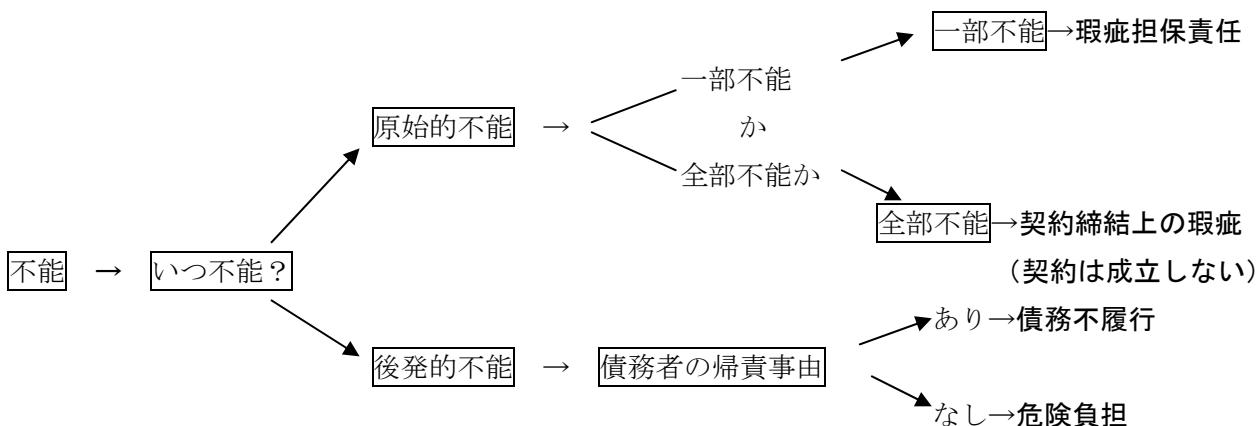 一部不能→瑕疵担保責任
一部不能
原始的不能 → か
全部不能か
全部不能→契約締結上の瑕疵
(契約は成立しない)
不能 → いつ不能?
あり→債務不履行
後発的不能 → 債務者の帰責事由
なし→危険負担